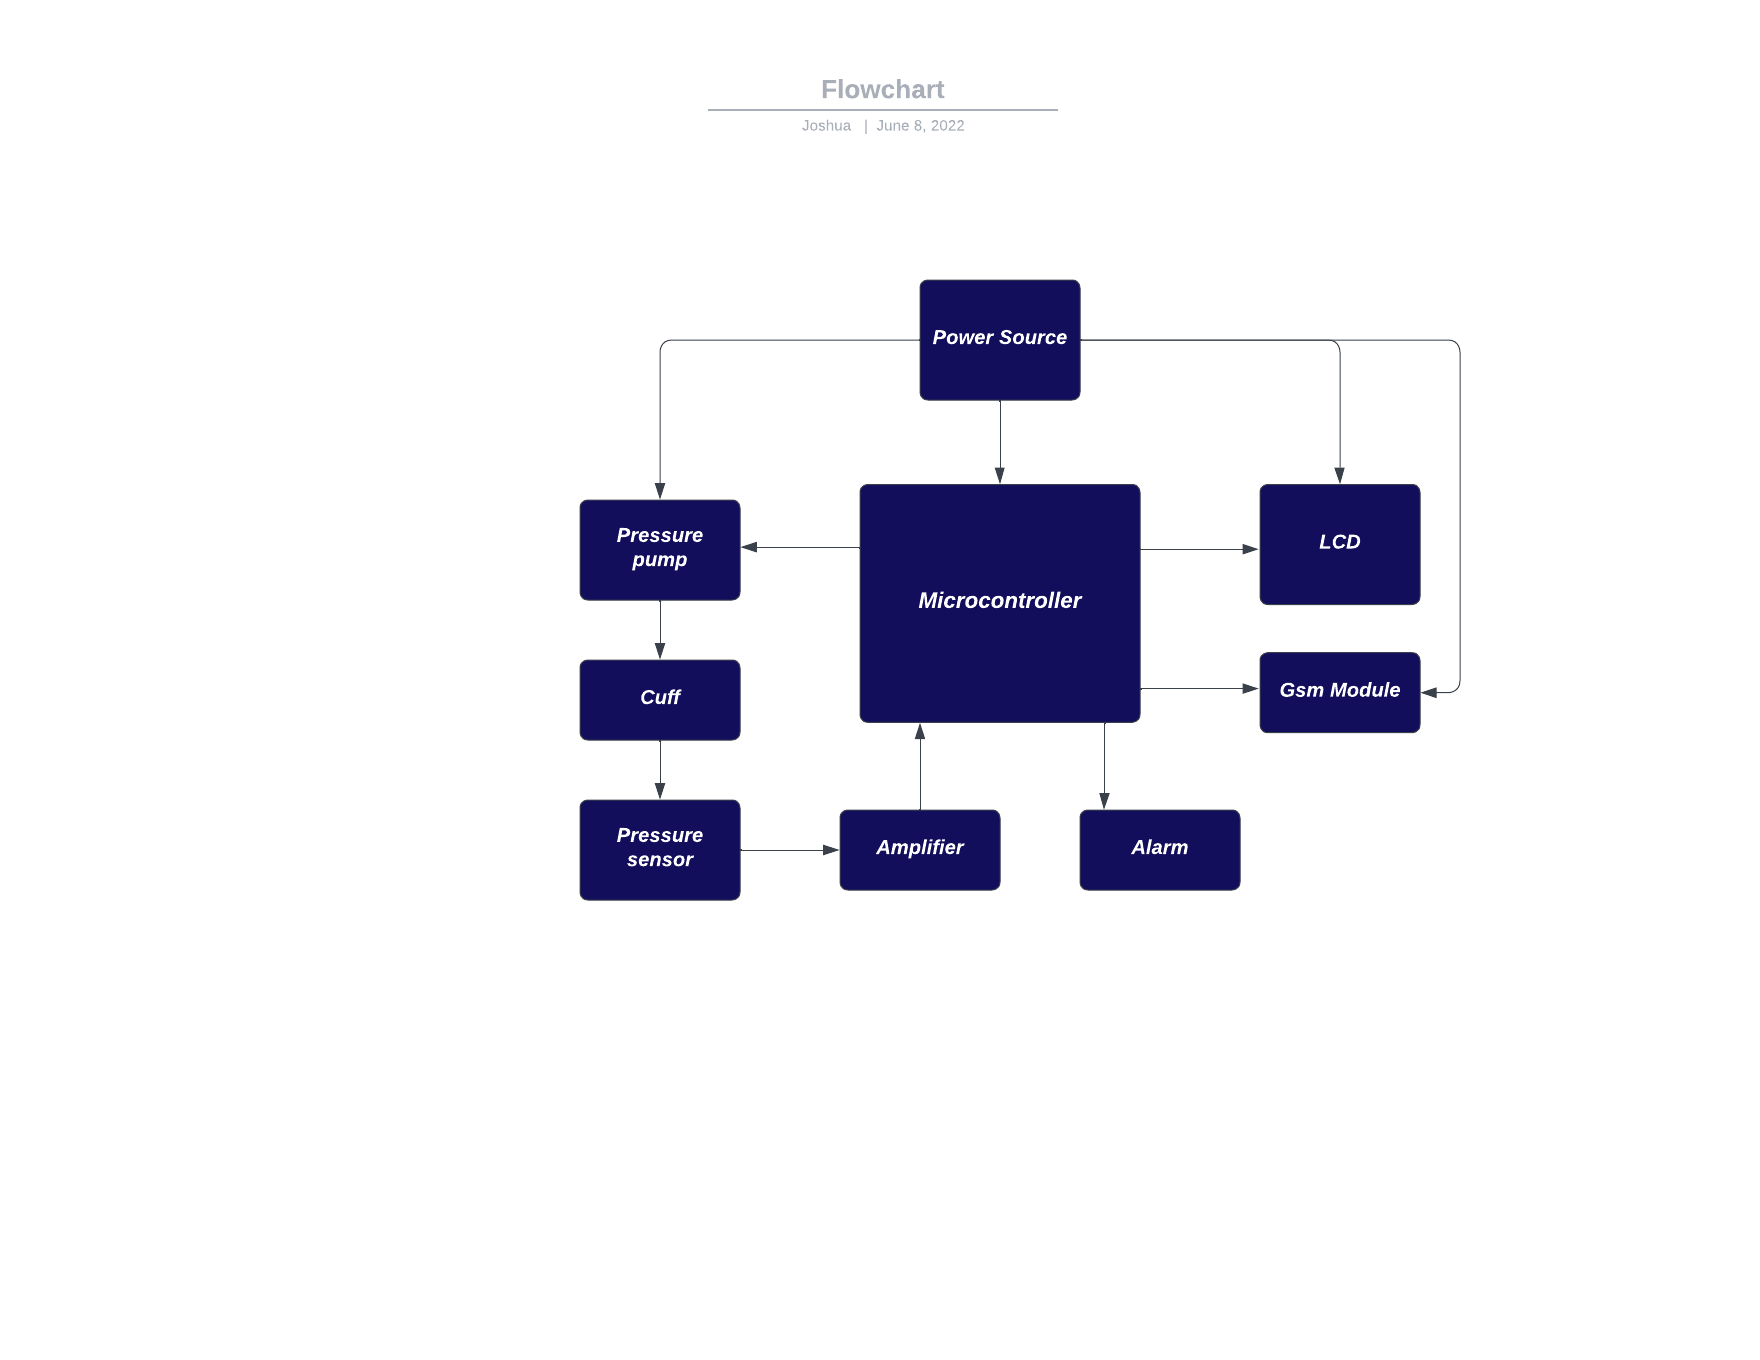 Flowchart
Joshua | June 8, 2022
Power Source
Pressure
pump
Microcontroller
LCD
Cuff
Gsm Module
Pressure
sensor
Amplifier
Alarm